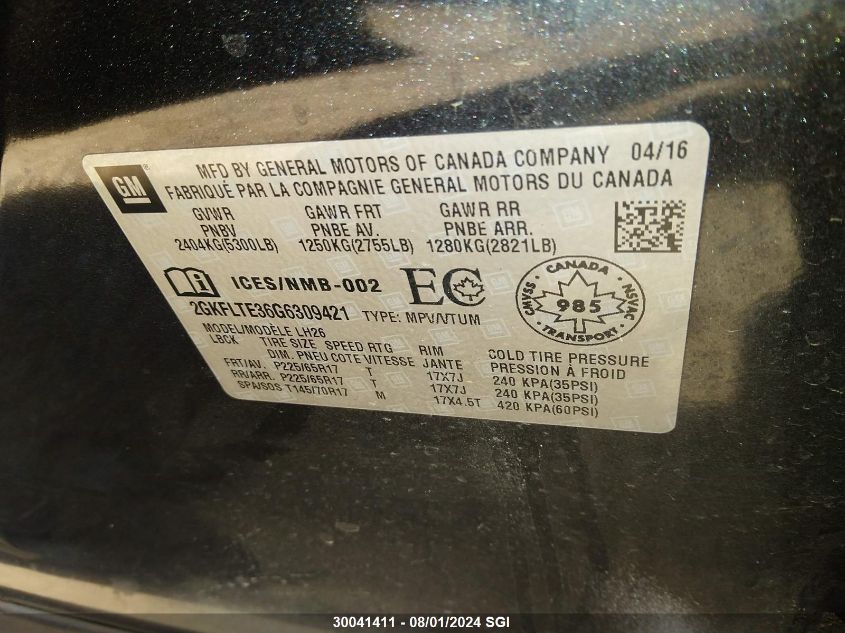 GM ®
MFD BY GENERAL MOTORS OF CANADA COMPANY 04/16
FABRIQUÉ PAR LA COMPAGNIE GENERAL MOTORS DU CANADA
GVWR GAWR FRT GAWR RR
PNBV PNBE AV. PNBE ARR.
2404KG(5300LB) 1250KG(2755LB) 1280KG(2821LB)
ICES/NMB-002 EC
CANADA
CMVSS 985 NSVAC
TRANSPORT
2GKFLTE36G6309421 TYPE: MPV/VTUM
MODEL/MODÈLE LH26
LBCK TIRE SIZE SPEED RTG RIM COLD TIRE PRESSURE
DIM. PNEU COTE VITESSE JANTE PRESSION À FROID
FRT/AV. P225/65R17 T 17X7J 240 KPA(35PSI)
RR/ARR. P225/65R17 T 17X7J 240 KPA(35PSI)
SPA/SDS T145/70R17 M 17X4.5T 420 KPA(60PSI)
30041411 - 08/01/2024 SGI